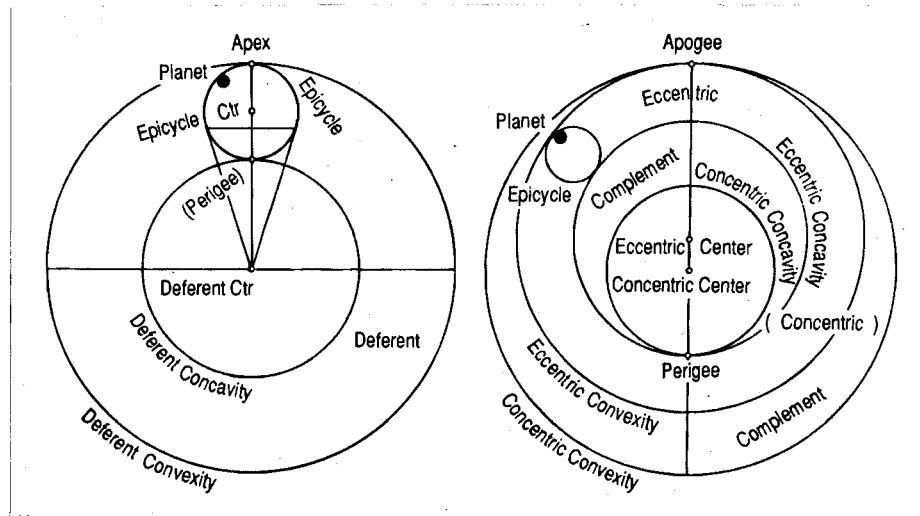 Apex
Planet
Epicycle
Ctr
Epicycle
(Perigee)
Deferent Ctr
Deferent
Deferent Concavity
Deferent Convexity
Apogee
Eccentric
Planet
Epicycle
Complement
Concentric Concavity
Eccentric Concavity
Eccentric Center
Concentric Center
( Concentric )
Perigee
Eccentric Convexity
Complement
Concentric Convexity